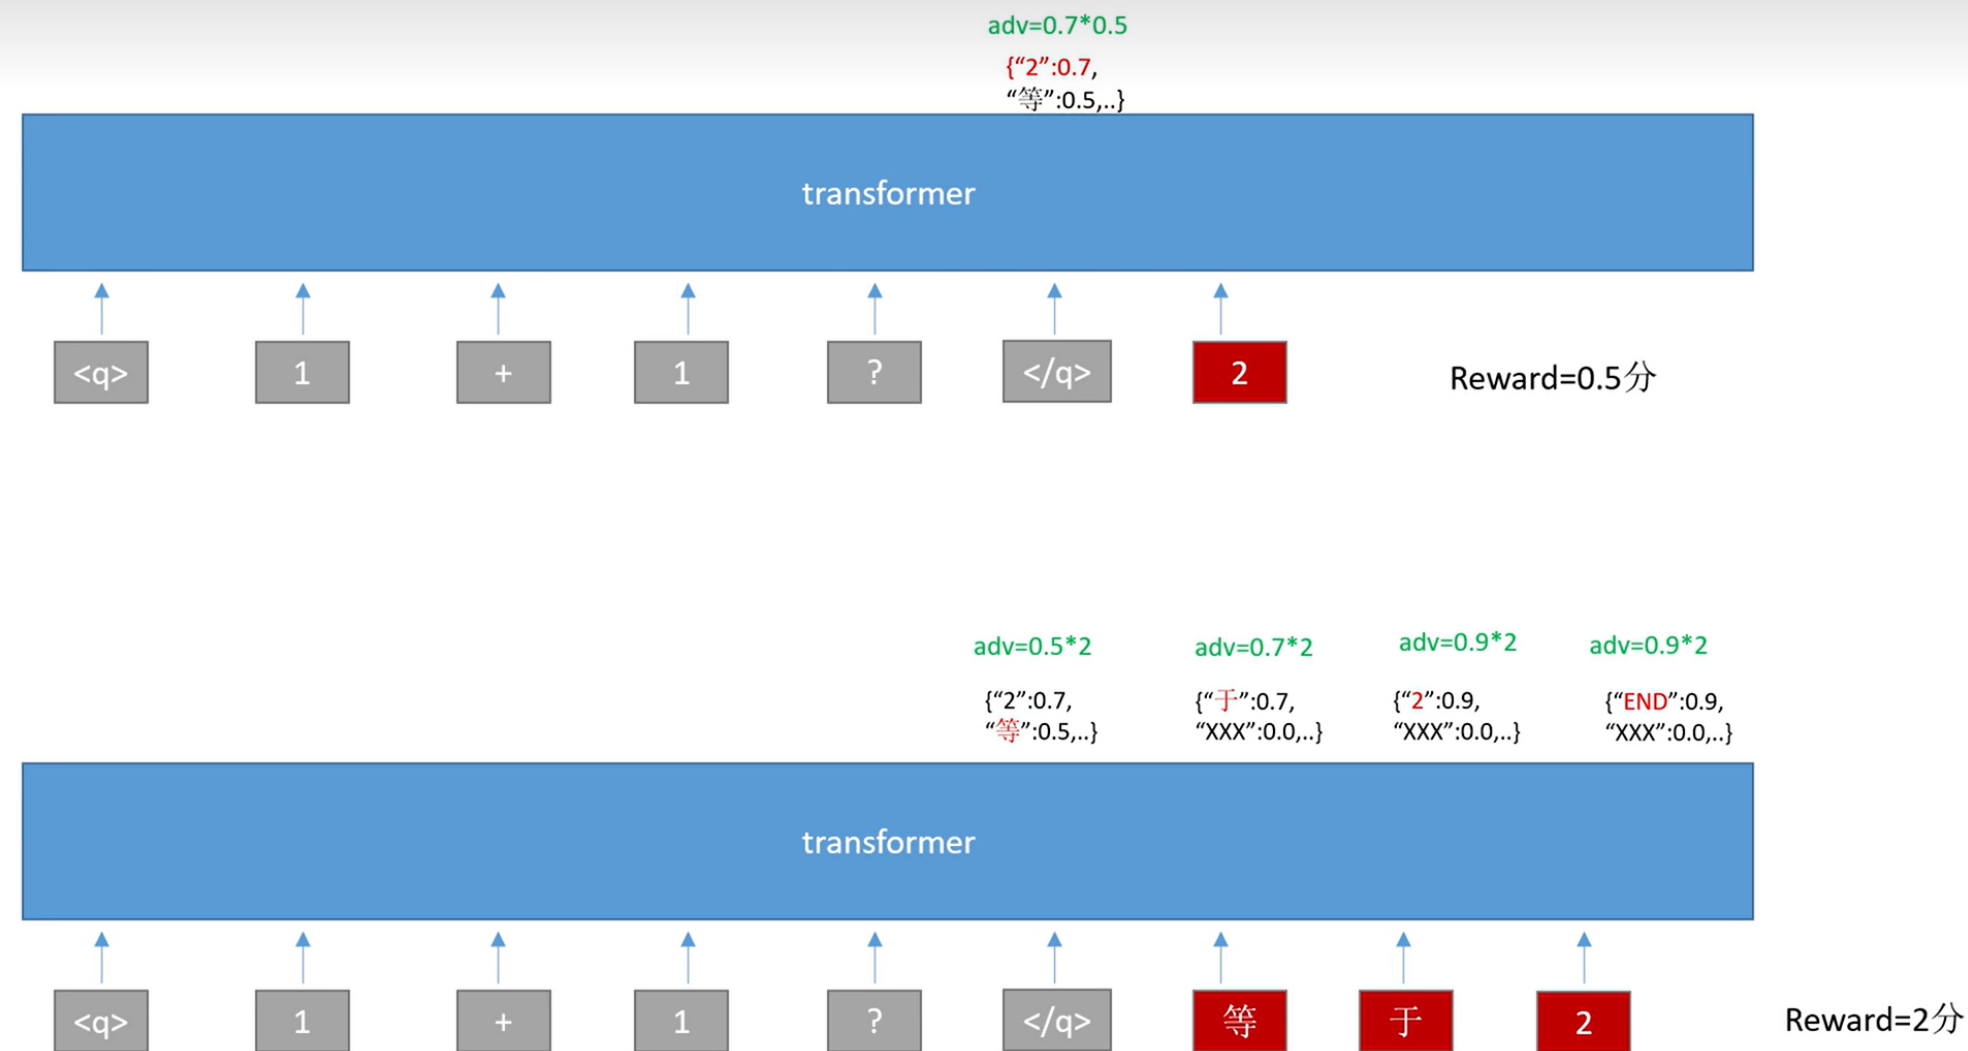 adv=0.7*0.5
{“2”:0.7,
“等”:0.5,..}
transformer
<q> 1 + 1 ? </q> 2
Reward=0.5分
adv=0.5*2 adv=0.7*2 adv=0.9*2 adv=0.9*2
{“2”:0.7, {“于”:0.7, {“2”:0.9, {“END”:0.9,
“等”:0.5,..} “XXX”:0.0,..} “XXX”:0.0,..} “XXX”:0.0,..}
transformer
<q> 1 + 1 ? </q> 等 于 2
Reward=2分